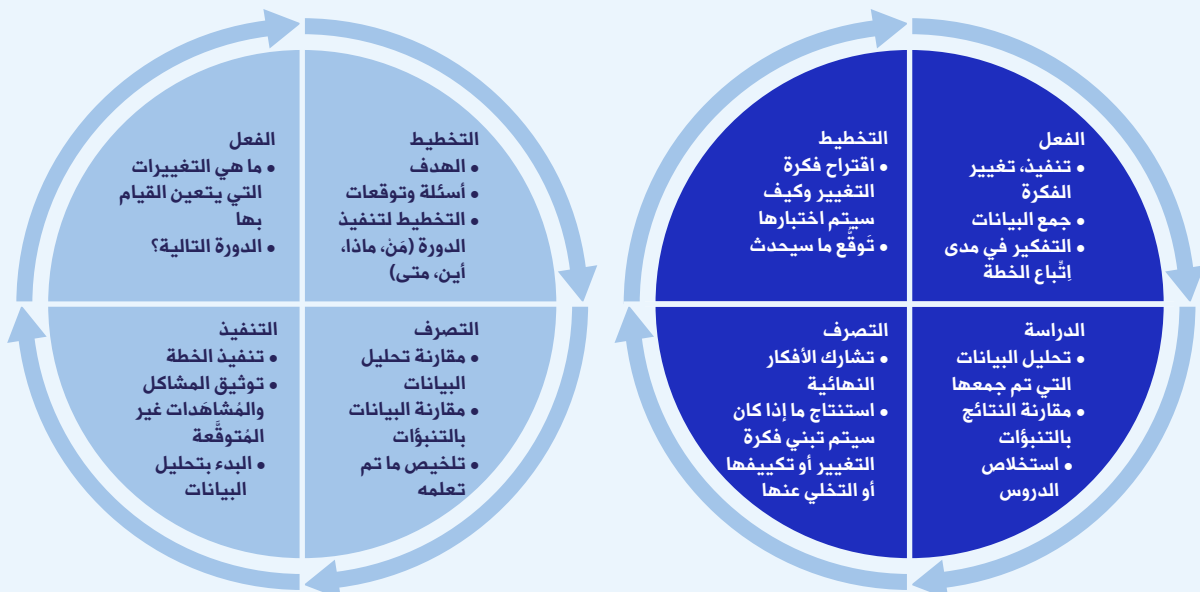 الفعل
• تنفيذ، تغيير
الفكرة
• جمع البيانات
• التفكير في مدى
اِتِّباع الخطة
التخطيط
• اقتراح فكرة
التغيير وكيف
سيتم اختبارها
• تَوقُّع ما سيحدث
الدراسة
• تحليل البيانات
التي تم جمعها
• مقارنة النتائج
بالتنبؤات
• استخلاص
الدروس
التصرف
• تشارك الأفكار
النهائية
• استنتاج ما إذا كان
سيتم تبني فكرة
التغيير أو تكييفها
أو التخلي عنها
التخطيط
• الهدف
• أسئلة وتوقعات
• التخطيط لتنفيذ
الدورة (مَن، ماذا،
أين، متى)
الفعل
• ما هي التغييرات
التي يتعين القيام
بها
• الدورة التالية؟
التصرف
• مقارنة تحليل
البيانات
• مقارنة البيانات
بالتنبؤات
• تلخيص ما تم
تعلمه
التنفيذ
• تنفيذ الخطة
• توثيق المشاكل
والمُشاهَدات غير
المُتوقَّعة
• البدء بتحليل
البيانات